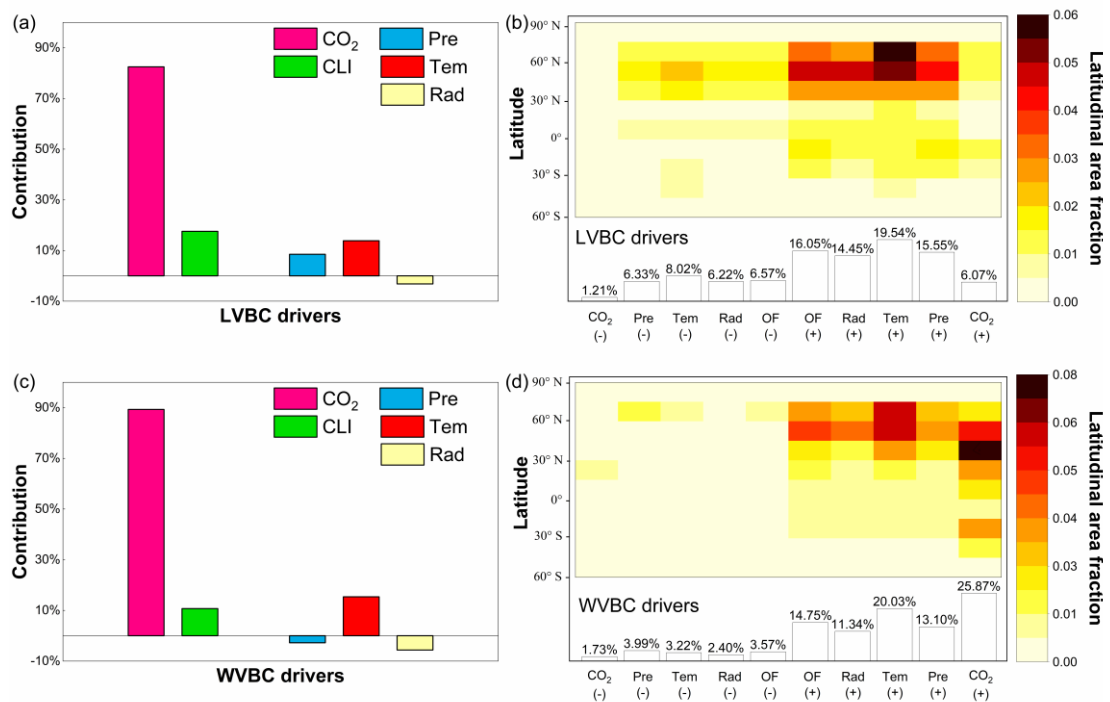 (a)
90%
70%
50%
30%
10%
-10%
Contribution
CO₂
CLI
Pre
Tem
Rad
LVBC drivers
(b)
90° N
60° N
30° N
0°
30° S
60° S
Latitude
LVBC drivers
1.21%
6.33%
8.02%
6.22%
6.57%
16.05%
14.45%
19.54%
15.55%
6.07%
CO₂ Pre Tem Rad OF OF Rad Tem Pre CO₂
(-) (-) (-) (-) (-) (+) (+) (+) (+) (+)
0.06
0.05
0.05
0.04
0.03
0.02
0.01
0.00
Latitudinal area fraction
(c)
90%
70%
50%
30%
10%
-10%
Contribution
CO₂
CLI
Pre
Tem
Rad
WVBC drivers
(d)
90° N
60° N
30° N
0°
30° S
60° S
Latitude
WVBC drivers
1.73%
3.99%
3.22%
2.40%
3.57%
14.75%
11.34%
20.03%
13.10%
25.87%
CO₂ Pre Tem Rad OF OF Rad Tem Pre CO₂
(-) (-) (-) (-) (-) (+) (+) (+) (+) (+)
0.08
0.06
0.05
0.04
0.03
0.01
0.00
Latitudinal area fraction